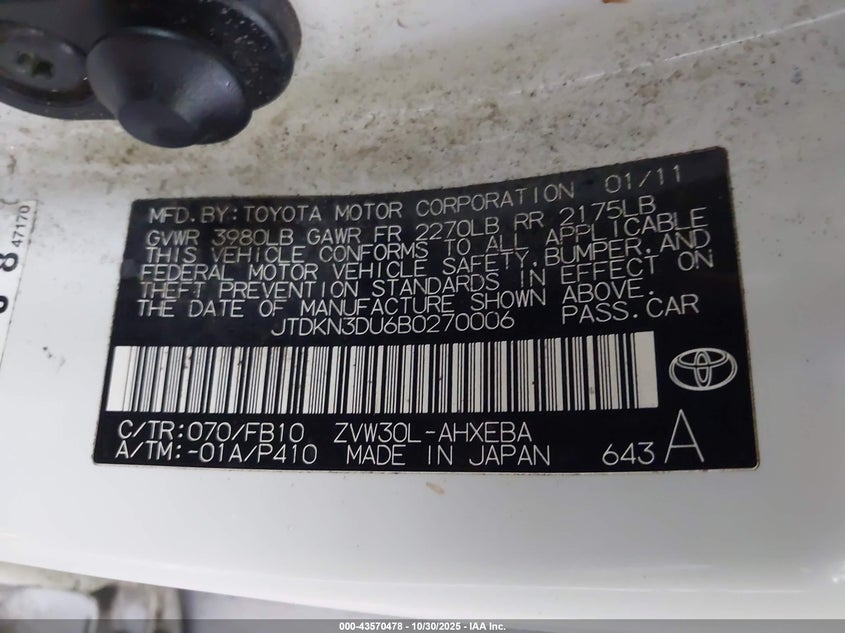 MFD. BY: TOYOTA MOTOR CORPORATION 01/11
GVWR 3980LB GAWR FR 2270LB RR 2175LB
THIS VEHICLE CONFORMS TO ALL APPLICABLE
FEDERAL MOTOR VEHICLE SAFETY, BUMPER, AND
THEFT PREVENTION STANDARDS IN EFFECT ON
THE DATE OF MANUFACTURE SHOWN ABOVE.
JTDKN3DU6B0270006 PASS. CAR
C/TR: 070/FB10 ZVW30L-AHXEBA
A/TM: -01A/P410 MADE IN JAPAN 643 A
47170
8
000-43570478 - 10/30/2025 - IAA Inc.